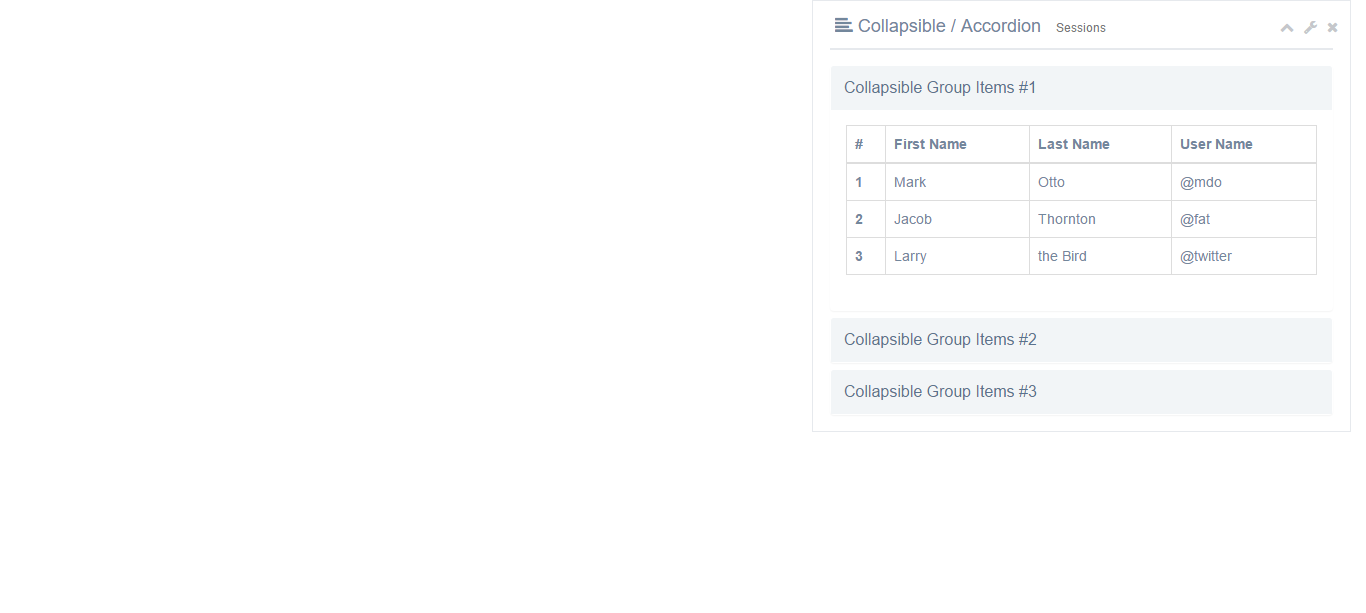 Collapsible / Accordion Sessions
Collapsible Group Items #1
# First Name Last Name User Name
1 Mark Otto @mdo
2 Jacob Thornton @fat
3 Larry the Bird @twitter
Collapsible Group Items #2
Collapsible Group Items #3